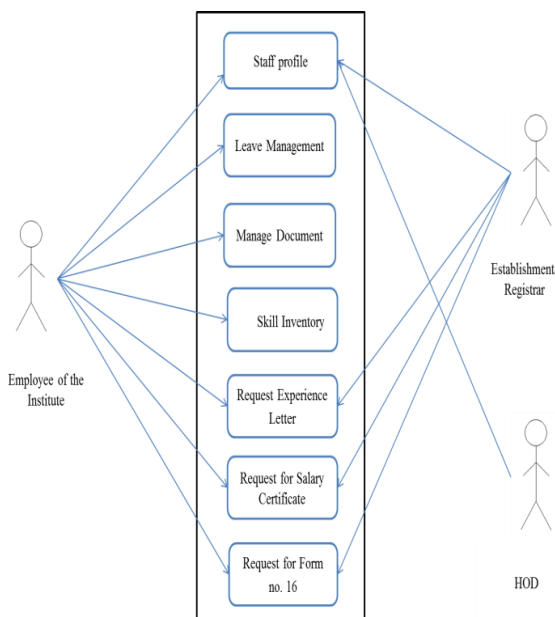 Staff profile
Leave Management
Manage Document
Skill Inventory
Request Experience
Letter
Request for Salary
Certificate
Request for Form
no. 16
Employee of the
Institute
Establishment
Registrar
HOD